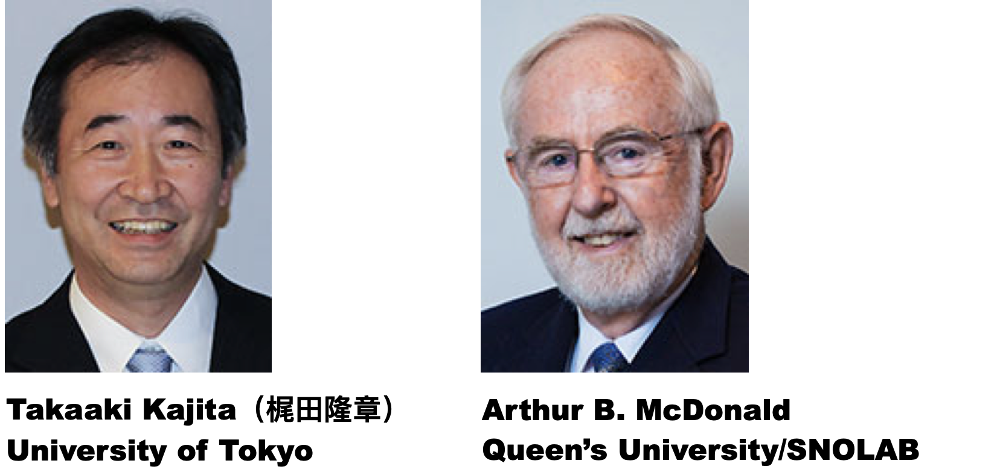 Takaaki Kajita（梶田隆章）
University of Tokyo
Arthur B. McDonald
Queen’s University/SNOLAB